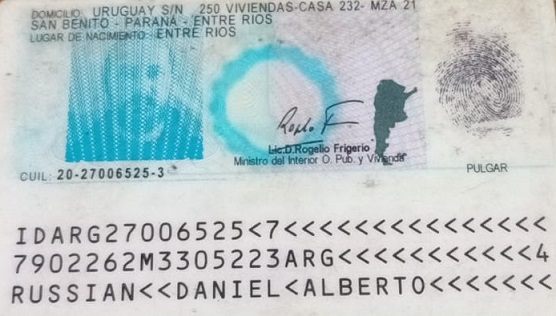 DOMICILIO: URUGUAY S/N 250 VIVIENDAS-CASA 232- MZA 21
SAN BENITO - PARANÁ - ENTRE RIOS
LUGAR DE NACIMIENTO: ENTRE RIOS
Lic.D.Rogelio Frigerio
Ministro del Interior O. Pub. y Vivienda
PULGAR
CUIL: 20-27006525-3
IDARG27006525<7<<<<<<<<<<<<<<<
7902262M3305223ARG<<<<<<<<<<<4
RUSSIAN<<DANIEL<ALBERTO<<<<<<<